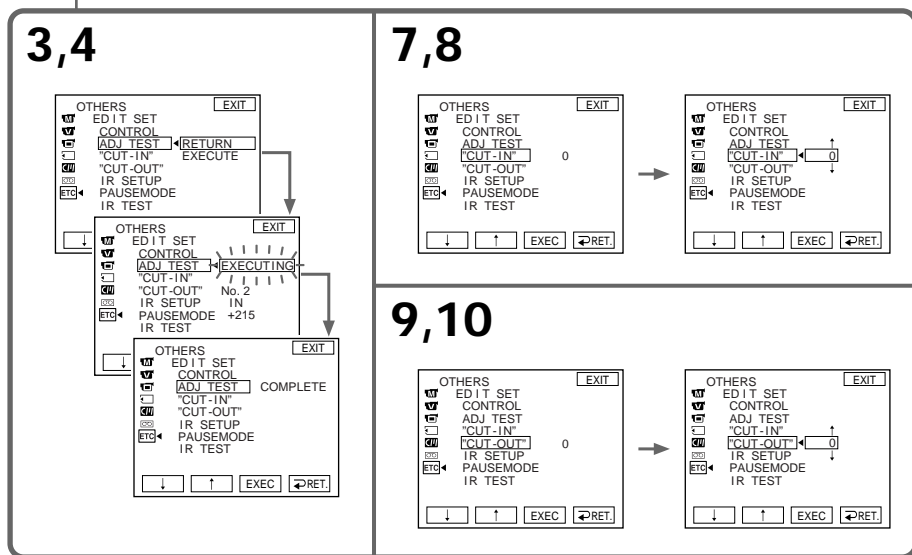 3,4
OTHERS EXIT
EDIT SET
CONTROL
ADJ TEST RETURN
"CUT-IN" EXECUTE
"CUT-OUT"
IR SETUP
ETC PAUSEMODE
IR TEST
↓
OTHERS EXIT
EDIT SET
CONTROL
ADJ TEST EXECUTING
"CUT-IN"
"CUT-OUT" No. 2
IR SETUP IN
ETC PAUSEMODE +215
IR TEST
↓
OTHERS EXIT
EDIT SET
CONTROL
ADJ TEST COMPLETE
"CUT-IN"
"CUT-OUT"
IR SETUP
ETC PAUSEMODE
IR TEST
↓ ↑ EXEC RET.
7,8
OTHERS EXIT
EDIT SET
CONTROL
ADJ TEST
"CUT-IN" 0
"CUT-OUT"
IR SETUP
ETC PAUSEMODE
IR TEST
↓ ↑ EXEC RET.
OTHERS EXIT
EDIT SET
CONTROL
ADJ TEST ↑
"CUT-IN" 0
"CUT-OUT" ↓
IR SETUP
ETC PAUSEMODE
IR TEST
↓ ↑ EXEC RET.
9,10
OTHERS EXIT
EDIT SET
CONTROL
ADJ TEST
"CUT-IN"
"CUT-OUT" 0
IR SETUP
ETC PAUSEMODE
IR TEST
↓ ↑ EXEC RET.
OTHERS EXIT
EDIT SET
CONTROL
ADJ TEST
"CUT-IN" ↑
"CUT-OUT" 0
IR SETUP ↓
ETC PAUSEMODE
IR TEST
↓ ↑ EXEC RET.